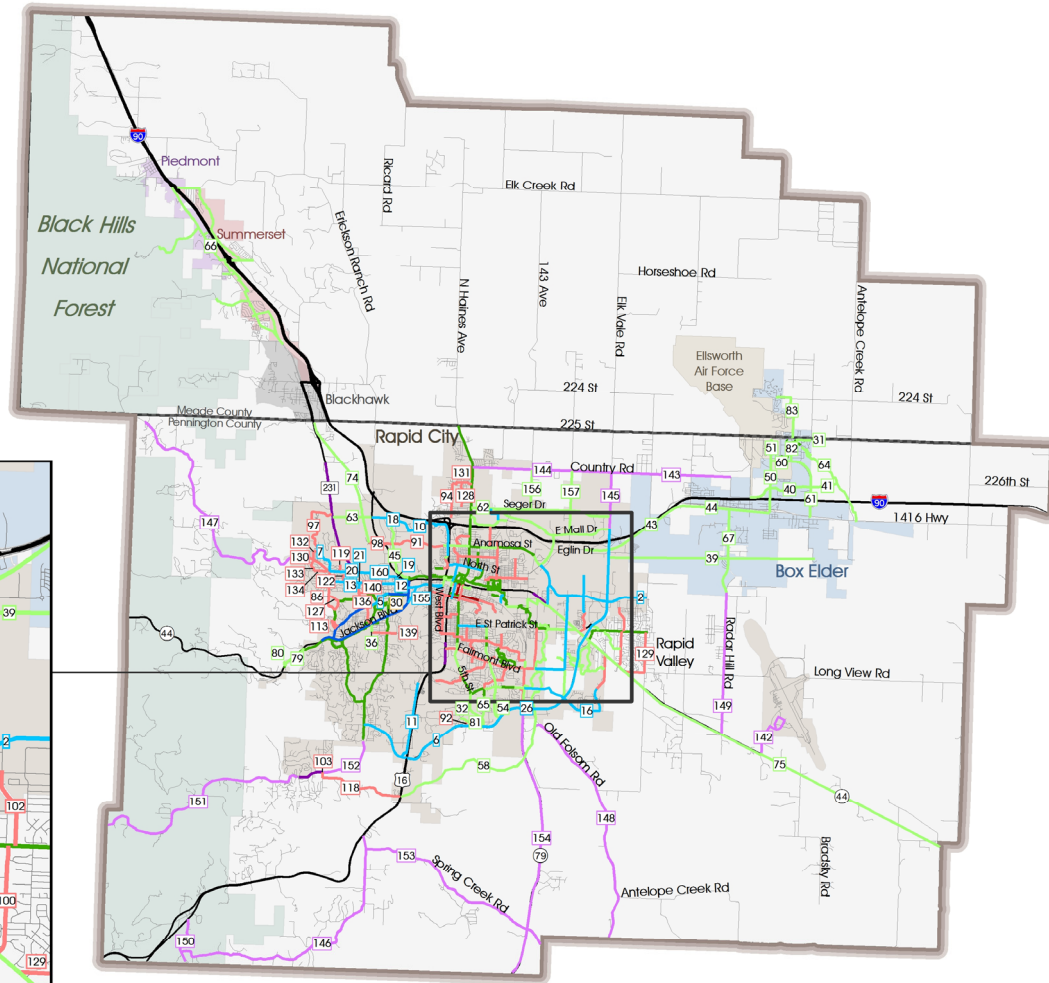 90
Piedmont
Ricard Rd
Elk Creek Rd
Black Hills
National
Forest
66
Summerset
Erickson Ranch Rd
N Haines Ave
143 Ave
Horseshoe Rd
Elk Vale Rd
Antelope Creek Rd
Ellsworth
Air Force
Base
224 St
224 St
Blackhawk
Meade County
Pennington County
225 St
83
Rapid City
31
51
82
60
64
131
144
Country Rd
143
50
74
231
156
157
145
40
41
226th St
94
128
62
Seger Dr
61
90
44
1416 Hwy
147
97
63
18
10
43
E Mall Dr
67
132
7
119
21
98
91
Anamosa St
Eglin Dr
130
45
19
North St
39
39
133
20
160
Box Elder
134
122
13
140
12
86
136
5
30
155
West Blvd
2
127
Jackson Blvd
E St Patrick St
113
139
44
36
Fairmont Blvd
Rapid
Valley
129
80
79
5th St
Radar Hill Rd
Long View Rd
32
65
54
26
16
149
11
92
81
2
6
Old Folsom Rd
142
103
152
58
75
118
16
151
44
102
148
154
153
79
Spring Creek Rd
Bradsky Rd
Antelope Creek Rd
100
150
146
129